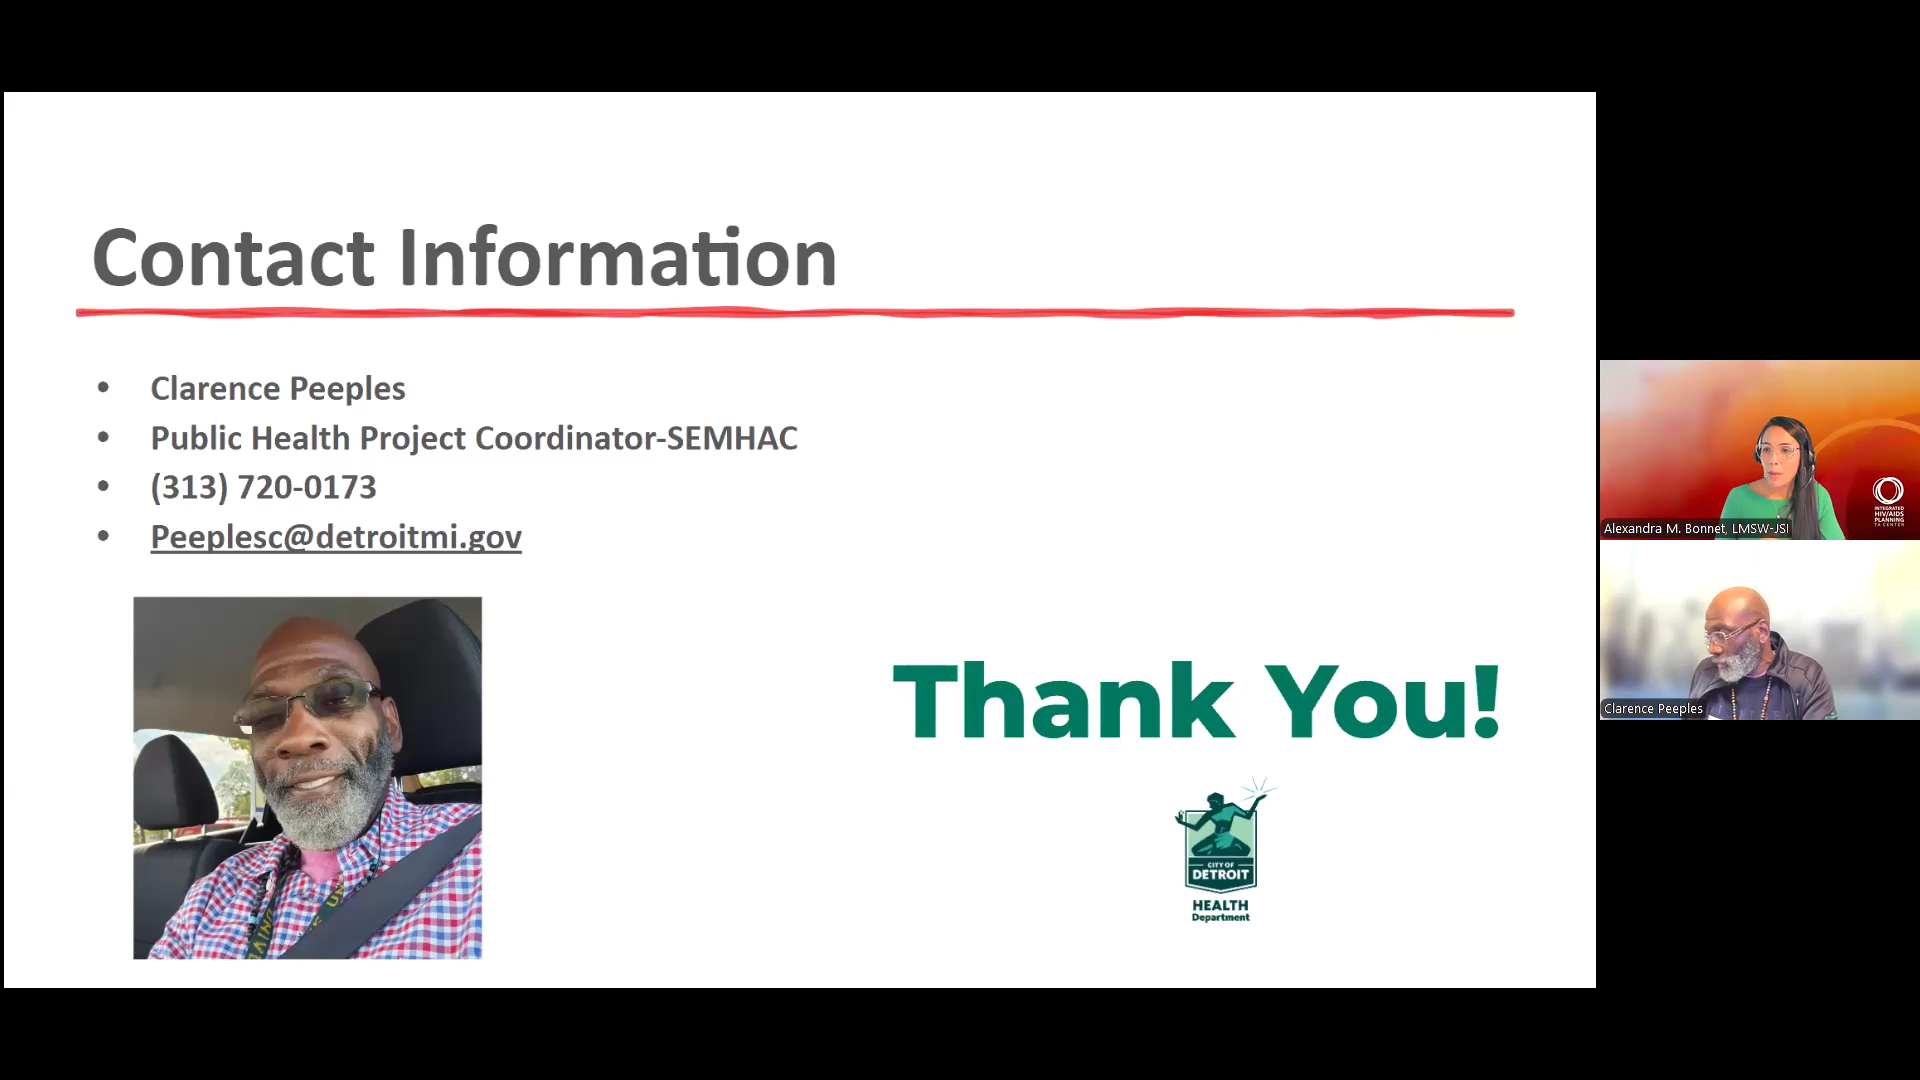 Contact Information
• Clarence Peeples
• Public Health Project Coordinator-SEMHAC
• (313) 720-0173
• Peeplesc@detroitmi.gov
Thank You!
CITY OF
DETROIT
HEALTH
Department
INTEGRATED
HIV/AIDS
PLANNING
TA CENTER
Alexandra M. Bonnet, LMSW-JSI
Clarence Peeples